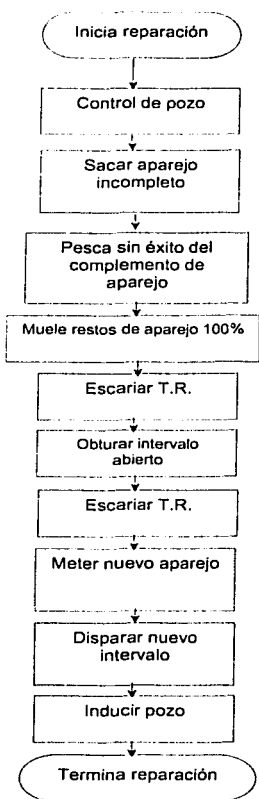 Inicia reparación
Control de pozo
Sacar aparejo
incompleto
Pesca sin éxito del
complemento de
aparejo
Muele restos de aparejo 100%
Escariar T.R.
Obturar intervalo
abierto
Escariar T.R.
Meter nuevo aparejo
Disparar nuevo
intervalo
Inducir pozo
Termina reparación